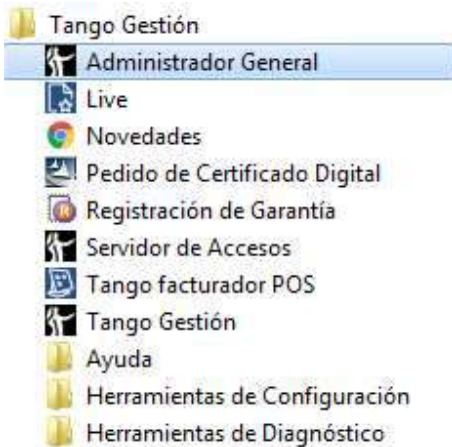 Tango Gestión
Administrador General
Live
Novedades
Pedido de Certificado Digital
Registración de Garantía
Servidor de Accesos
Tango facturador POS
Tango Gestión
Ayuda
Herramientas de Configuración
Herramientas de Diagnóstico